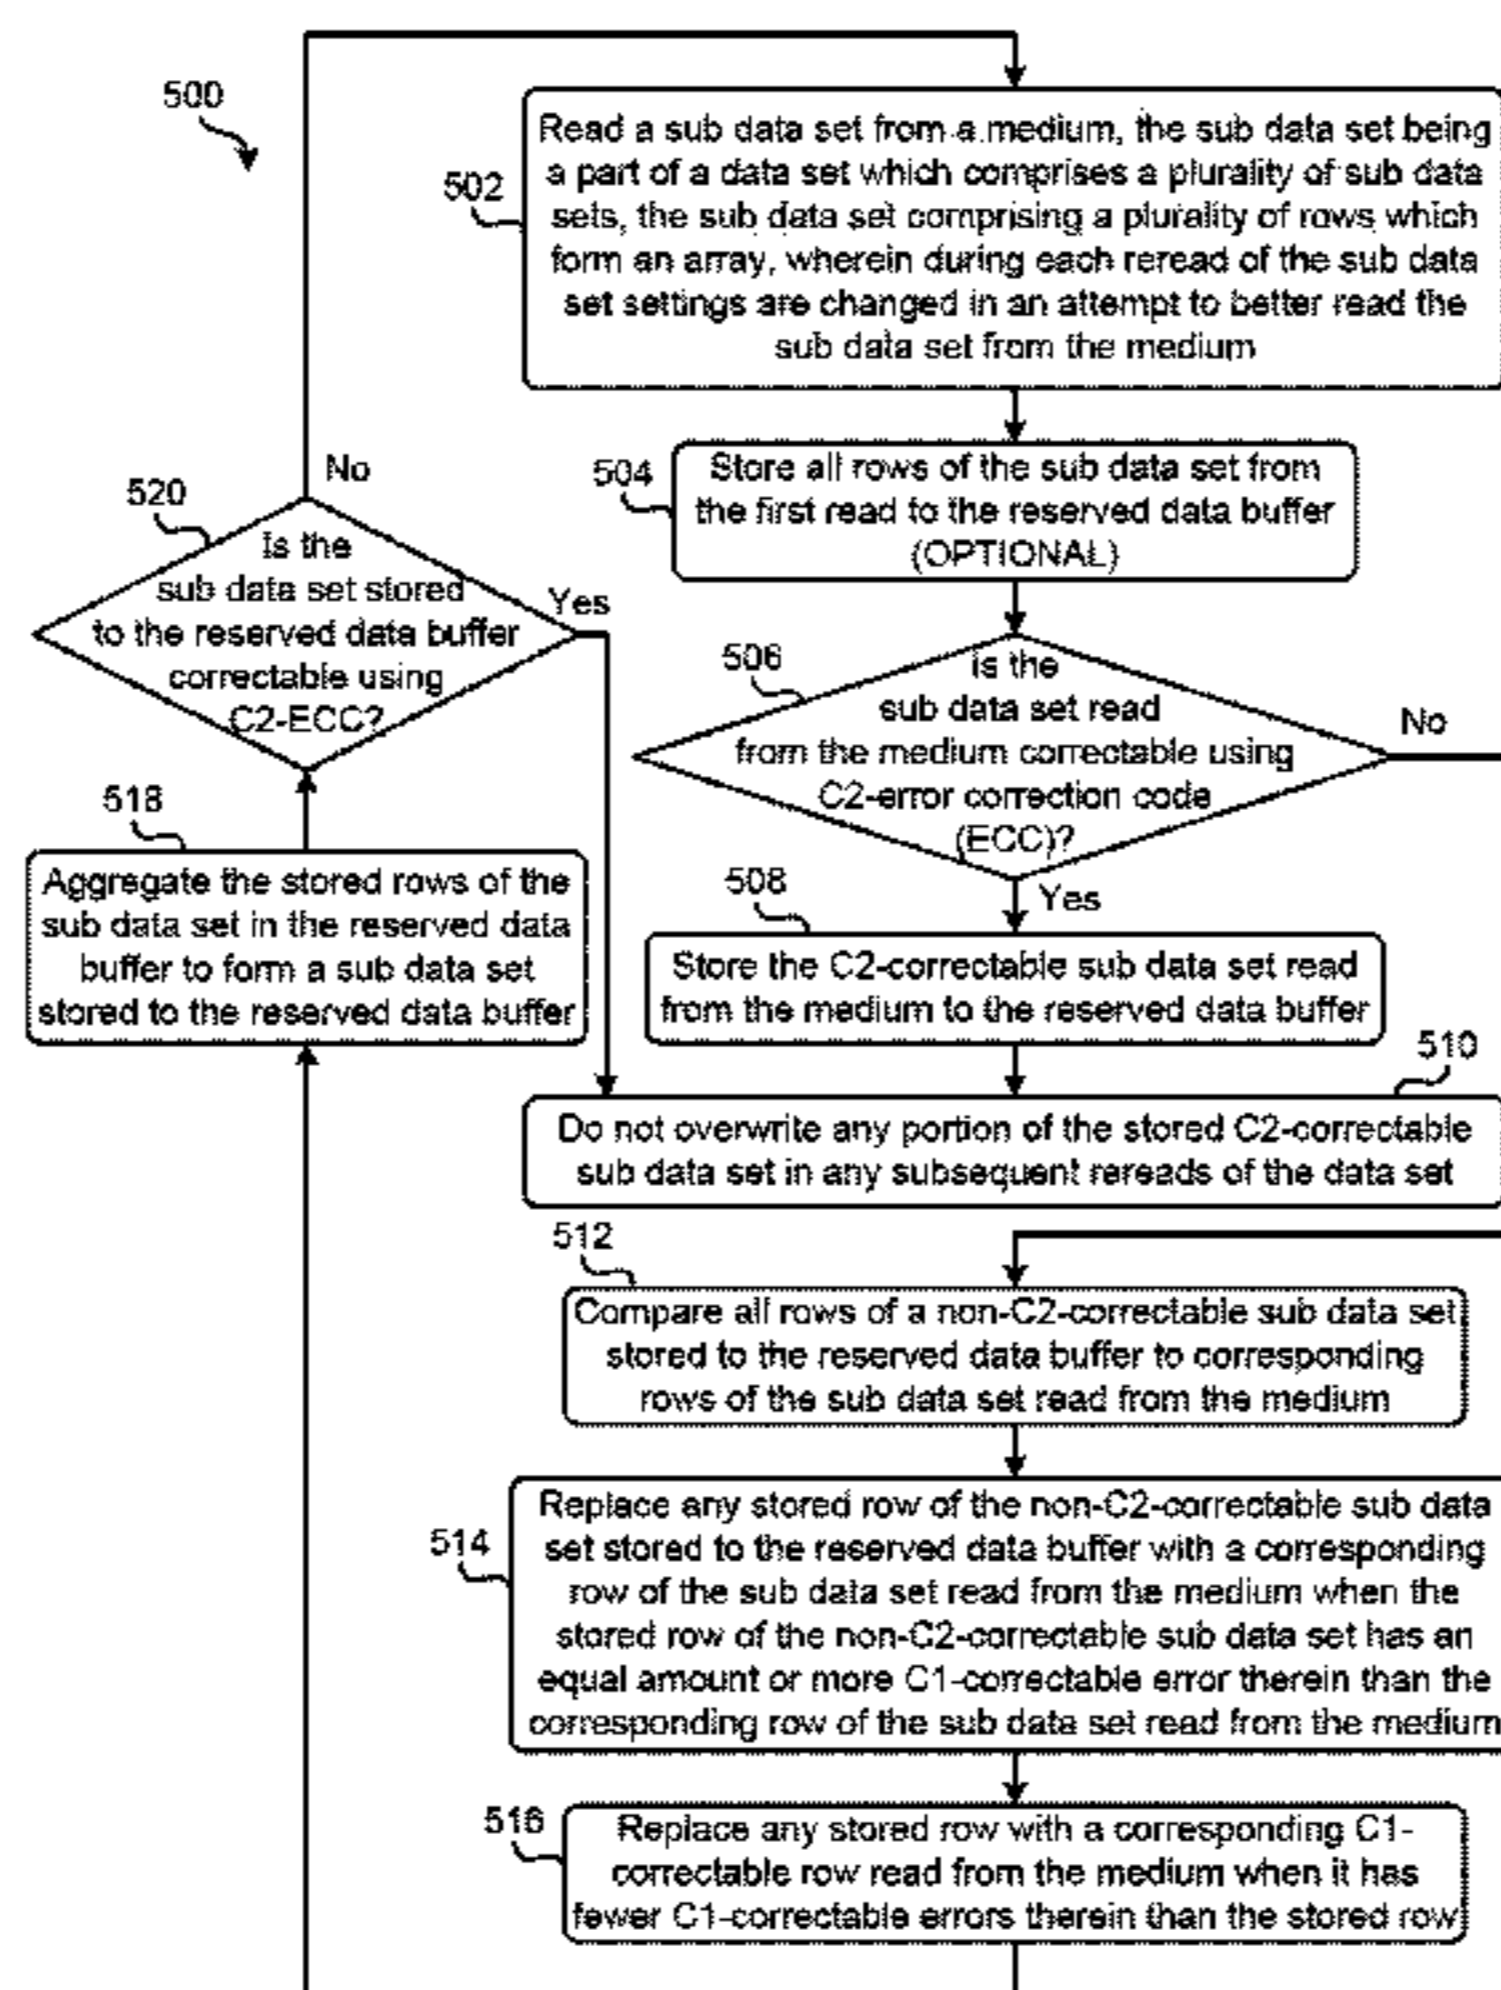 500
502
Read a sub data set from a medium, the sub data set being
a part of a data set which comprises a plurality of sub data
sets, the sub data set comprising a plurality of rows which
form an array, wherein during each reread of the sub data
set settings are changed in an attempt to better read the
sub data set from the medium
504
Store all rows of the sub data set from
the first read to the reserved data buffer
(OPTIONAL)
506
Is the
sub data set read
from the medium correctable using
C2-error correction code
(ECC)?
No
Yes
508
Store the C2-correctable sub data set read
from the medium to the reserved data buffer
510
Do not overwrite any portion of the stored C2-correctable
sub data set in any subsequent rereads of the data set
512
Compare all rows of a non-C2-correctable sub data set
stored to the reserved data buffer to corresponding
rows of the sub data set read from the medium
514
Replace any stored row of the non-C2-correctable sub data
set stored to the reserved data buffer with a corresponding
row of the sub data set read from the medium when the
stored row of the non-C2-correctable sub data set has an
equal amount or more C1-correctable error therein than the
corresponding row of the sub data set read from the medium
516
Replace any stored row with a corresponding C1-
correctable row read from the medium when it has
fewer C1-correctable errors therein than the stored row
518
Aggregate the stored rows of the
sub data set in the reserved data
buffer to form a sub data set
stored to the reserved data buffer
520
Is the
sub data set stored
to the reserved data buffer
correctable using
C2-ECC?
No
Yes